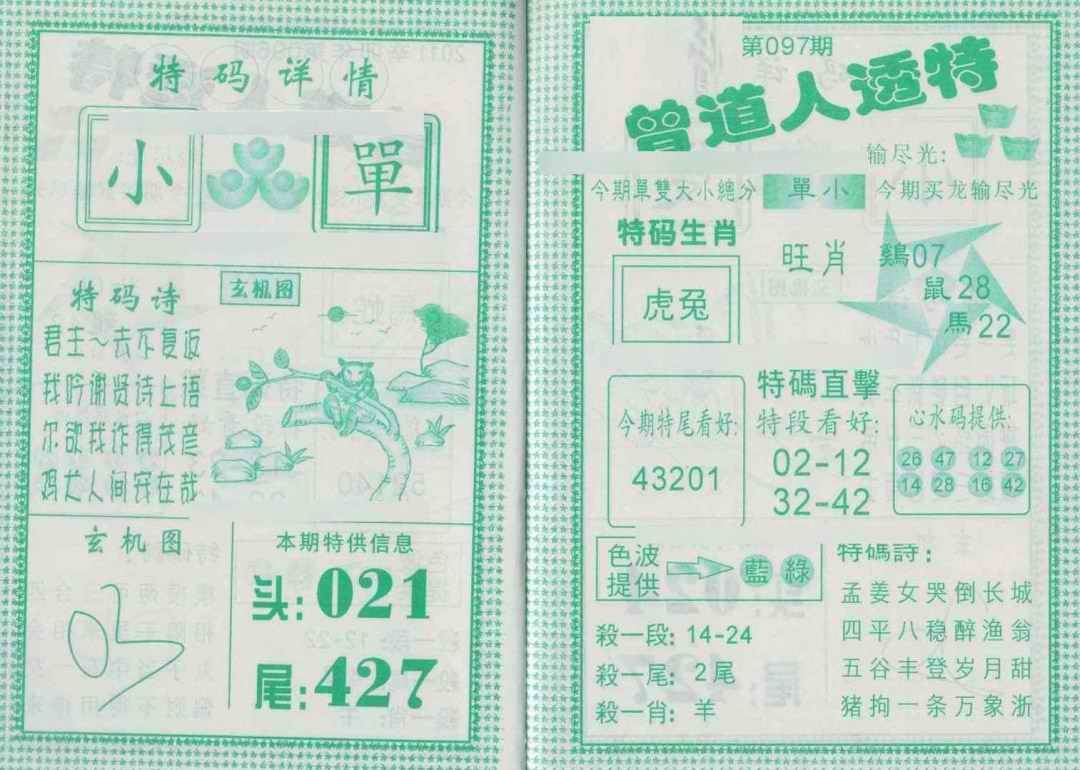 特码详情
小 單
特码诗
玄机图
君王~去不复返
我吟谢贤诗上语
尔欲我作得茂彦
鸡犬人间宛在哉
玄机图
本期特供信息
头:021
尾:427
第097期
曾道人透特
输尽光:
今期單雙大小總分 單小 今期买龙输尽光
特码生肖
虎兔
旺肖
鷄07
鼠28
馬22
今期特尾看好:
43201
特碼直擊
特段看好:
02-12
32-42
心水码提供:
26 47 12 27
14 28 16 42
色波提供 藍 綠
殺一段: 14-24
殺一尾: 2尾
殺一肖: 羊
特碼詩:
孟姜女哭倒长城
四平八稳醉渔翁
五谷丰登岁月甜
猪拘一条万象浙